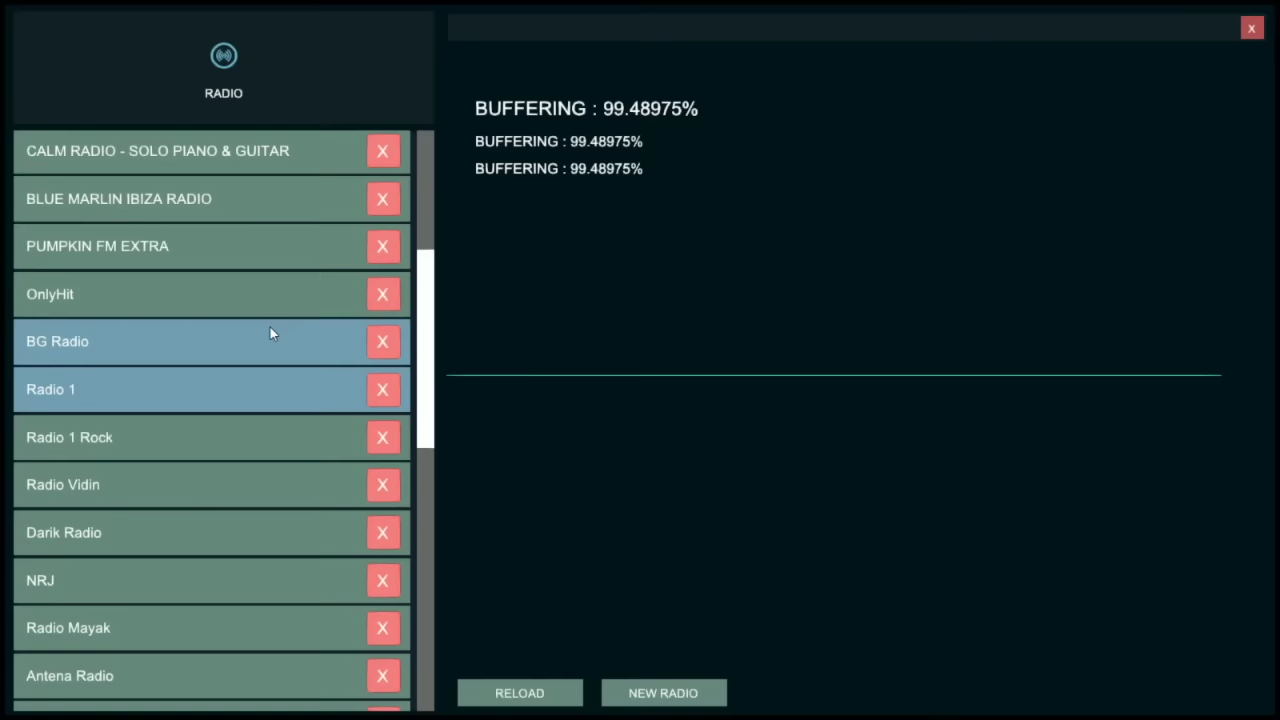 RADIO
CALM RADIO - SOLO PIANO & GUITAR X
BLUE MARLIN IBIZA RADIO X
PUMPKIN FM EXTRA X
OnlyHit X
BG Radio X
Radio 1 X
Radio 1 Rock X
Radio Vidin X
Darik Radio X
NRJ X
Radio Mayak X
Antena Radio X
x
BUFFERING : 99.48975%
BUFFERING : 99.48975%
BUFFERING : 99.48975%
RELOAD
NEW RADIO